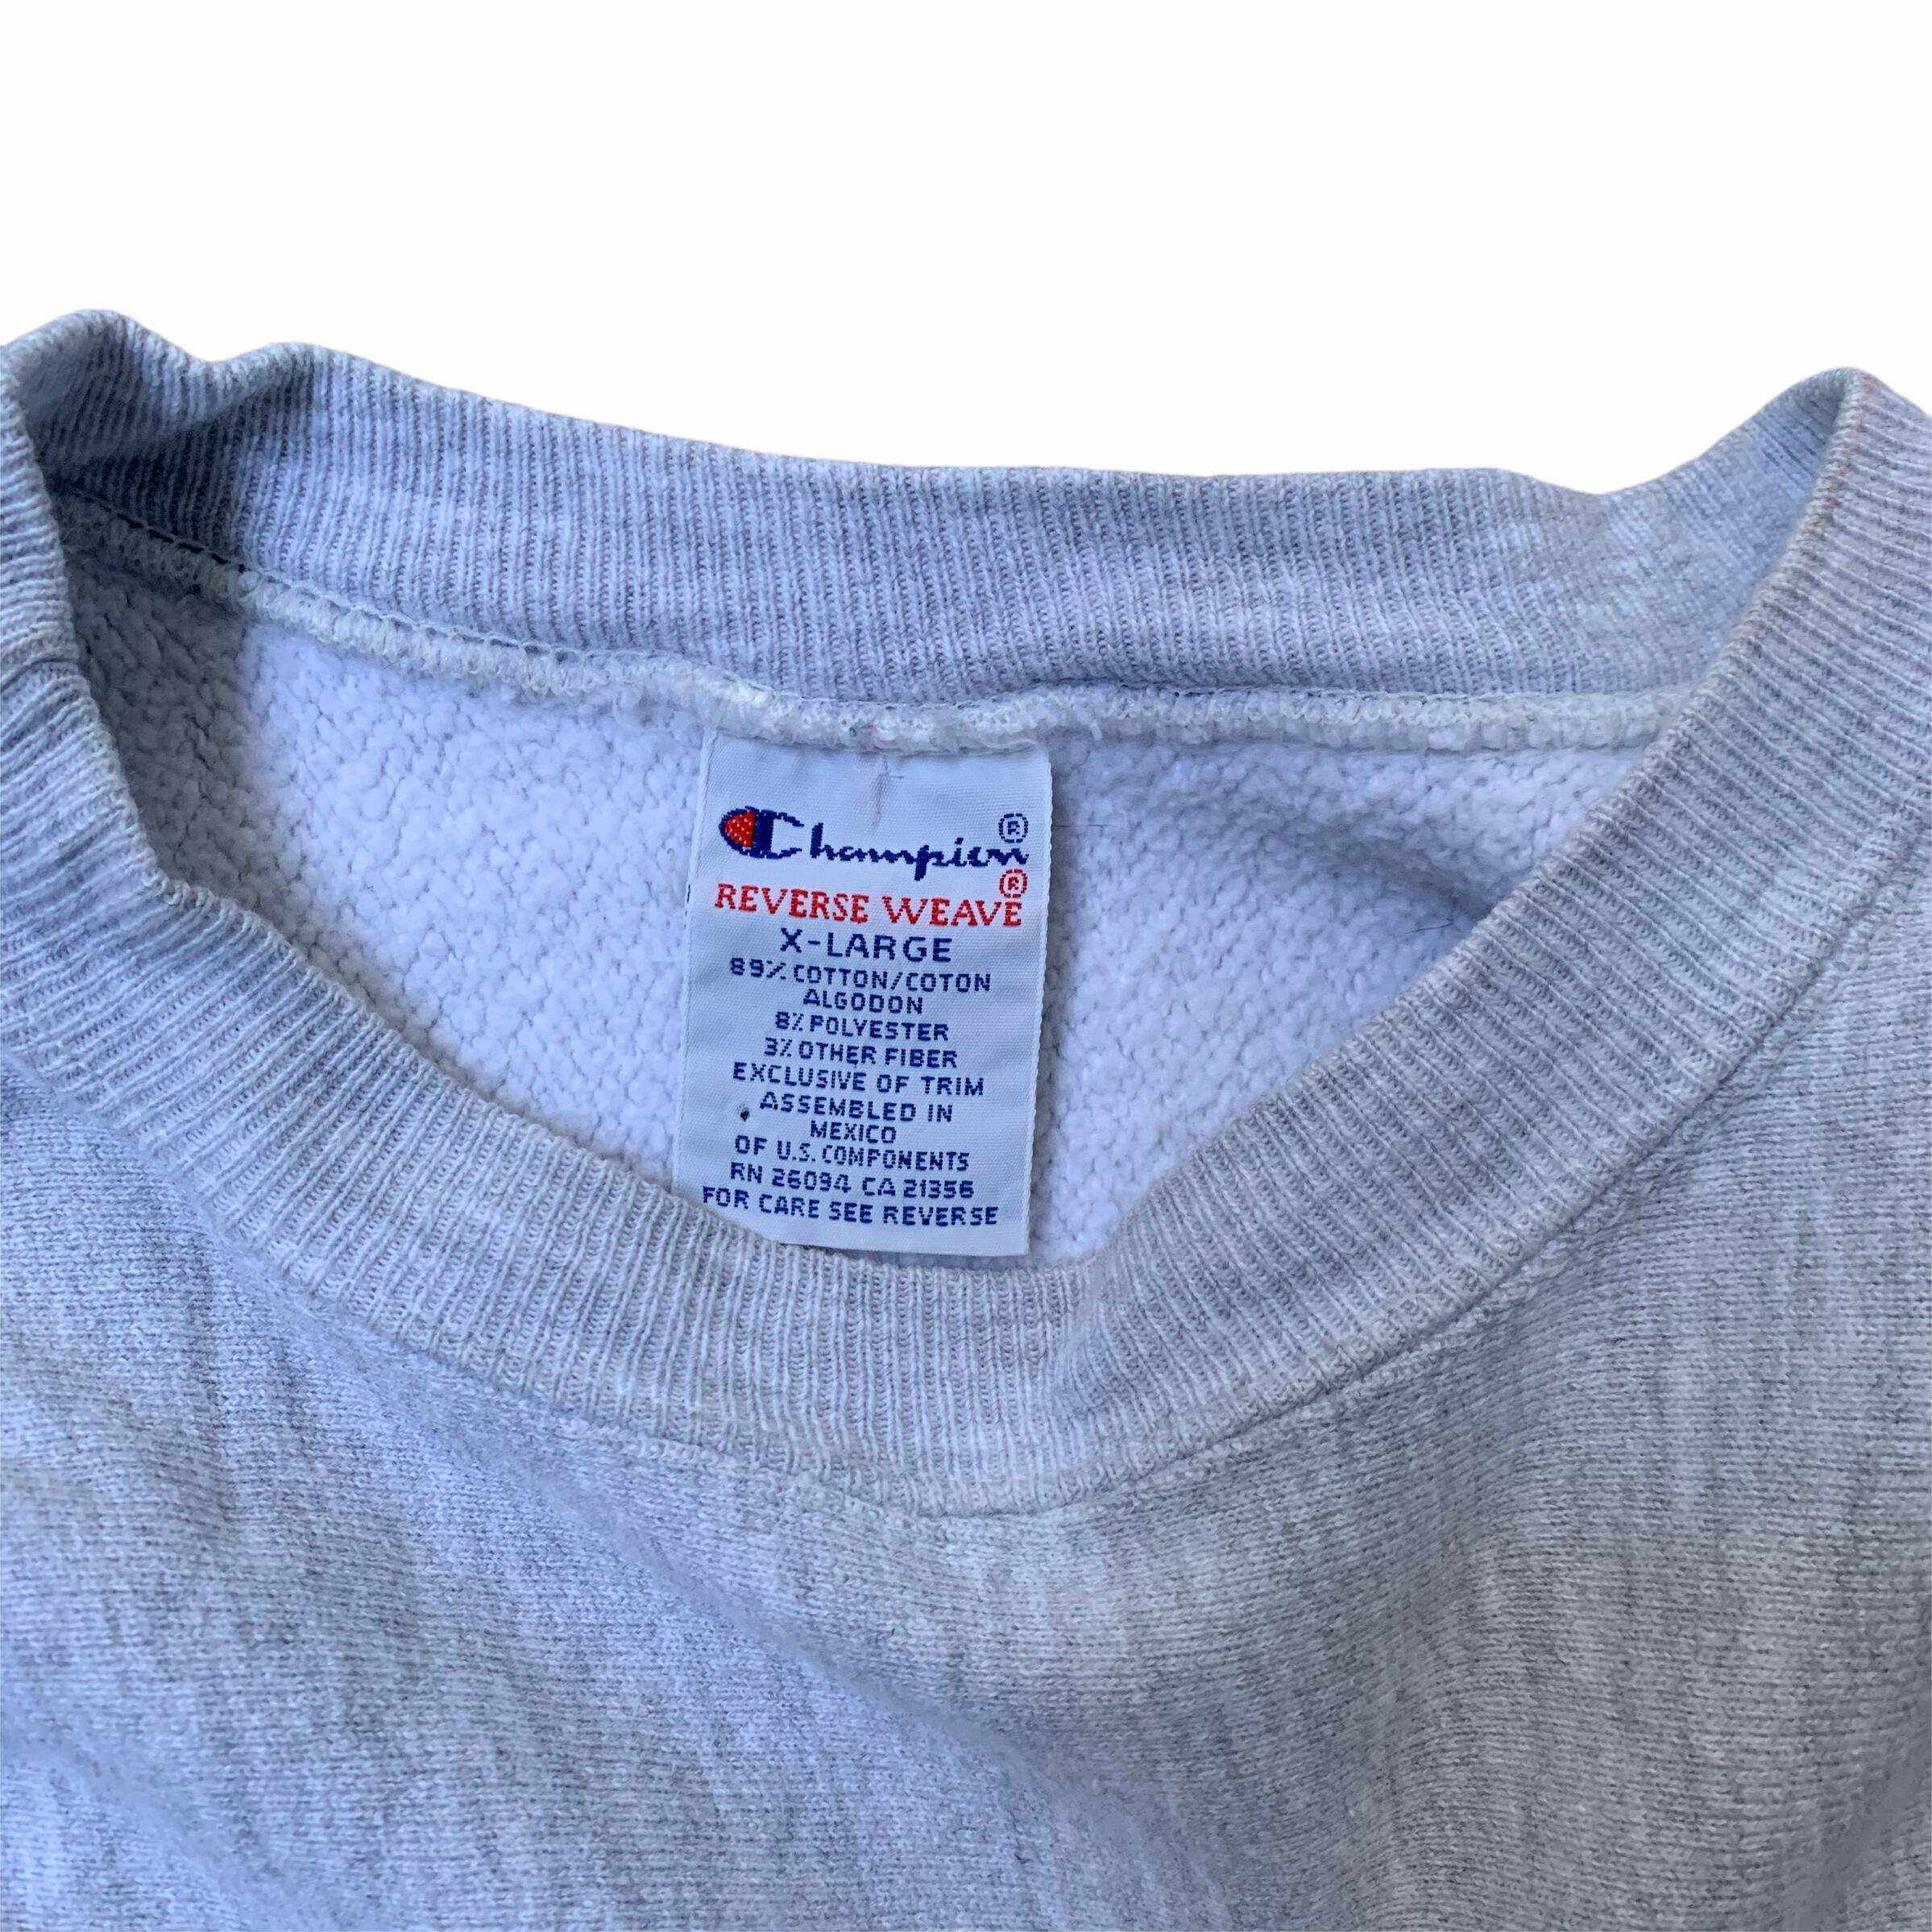 Champion®
REVERSE WEAVE®
X-LARGE
89% COTTON/COTON
ALGODON
8% POLYESTER
3% OTHER FIBER
EXCLUSIVE OF TRIM
ASSEMBLED IN
MEXICO
OF U.S. COMPONENTS
RN 26094 CA 21356
FOR CARE SEE REVERSE